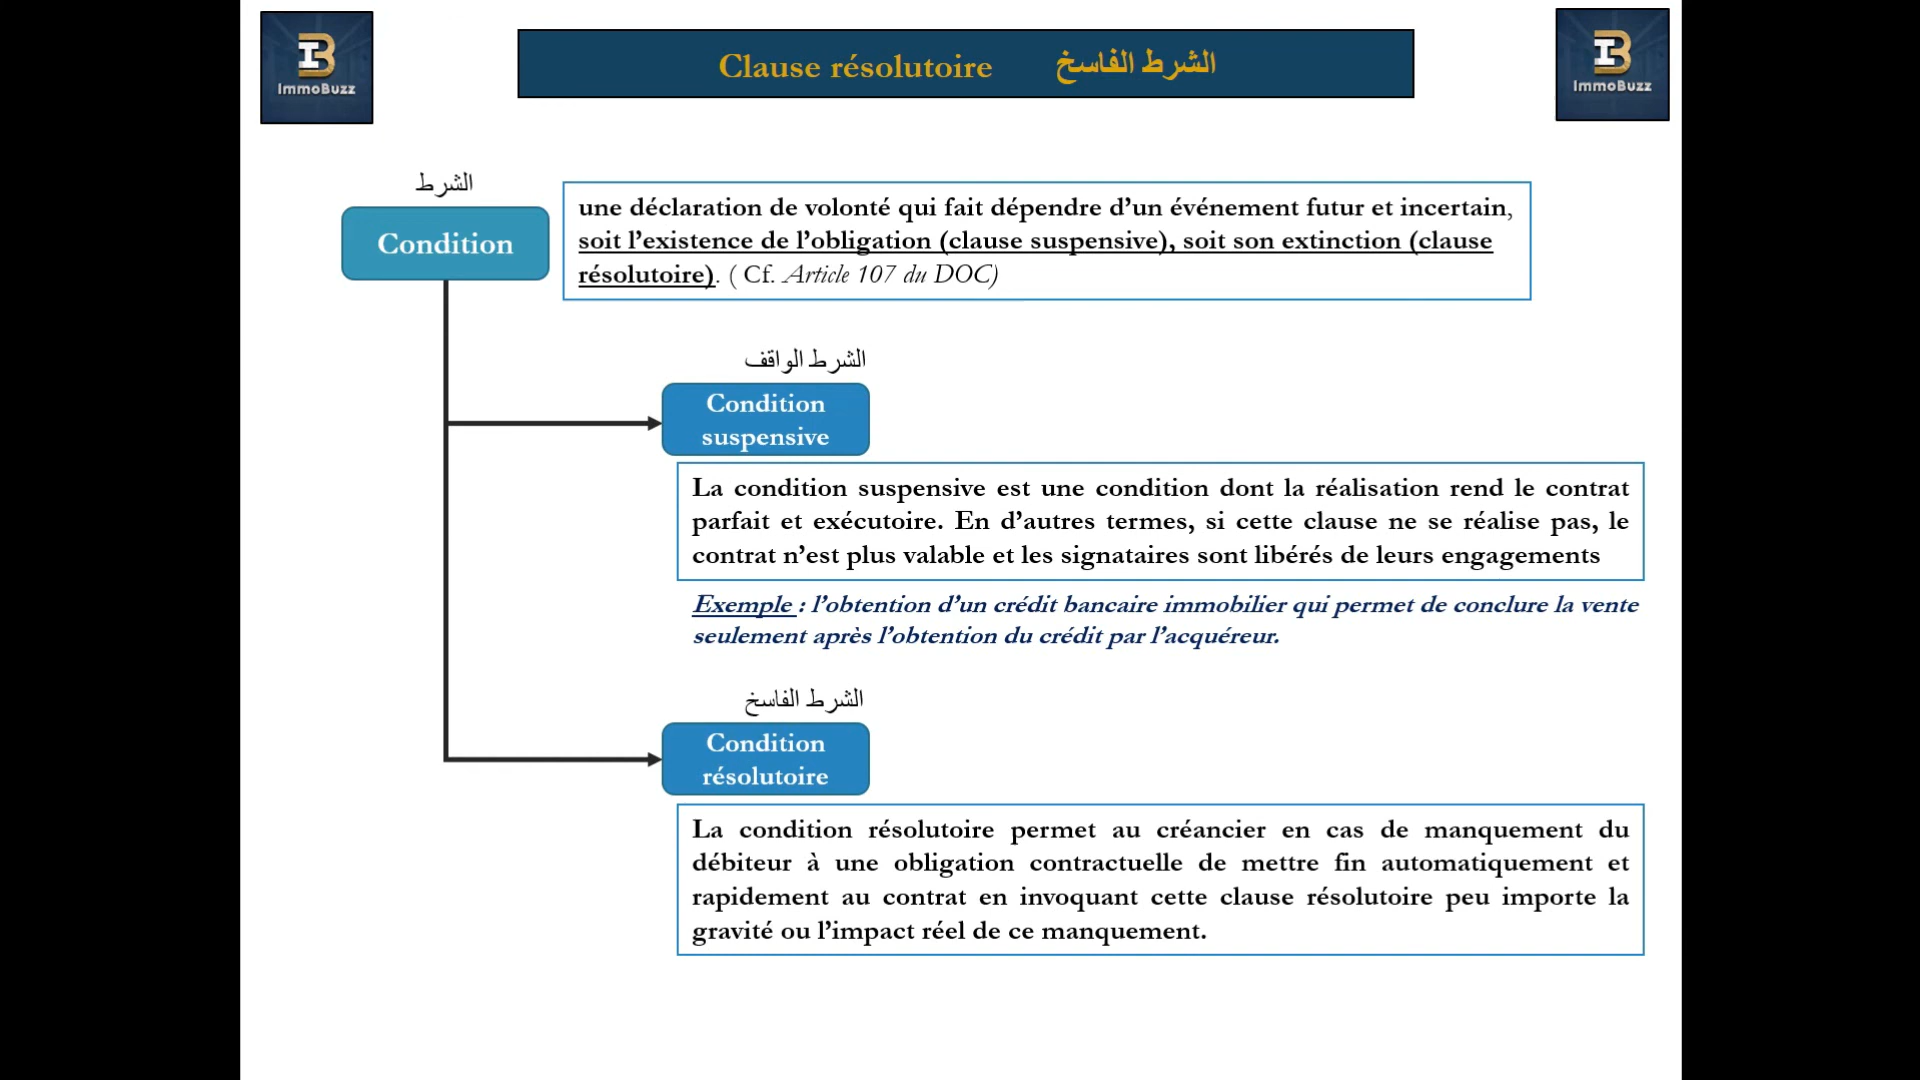 ImmoBuzz
Clause résolutoire الشرط الفاسخ
ImmoBuzz
الشرط
Condition
une déclaration de volonté qui fait dépendre d’un événement futur et incertain,
soit l’existence de l’obligation (clause suspensive), soit son extinction (clause
résolutoire). ( Cf. Article 107 du DOC)
الشرط الواقف
Condition
suspensive
La condition suspensive est une condition dont la réalisation rend le contrat
parfait et exécutoire. En d’autres termes, si cette clause ne se réalise pas, le
contrat n’est plus valable et les signataires sont libérés de leurs engagements
Exemple : l’obtention d’un crédit bancaire immobilier qui permet de conclure la vente
seulement après l’obtention du crédit par l’acquéreur.
الشرط الفاسخ
Condition
résolutoire
La condition résolutoire permet au créancier en cas de manquement du
débiteur à une obligation contractuelle de mettre fin automatiquement et
rapidement au contrat en invoquant cette clause résolutoire peu importe la
gravité ou l’impact réel de ce manquement.